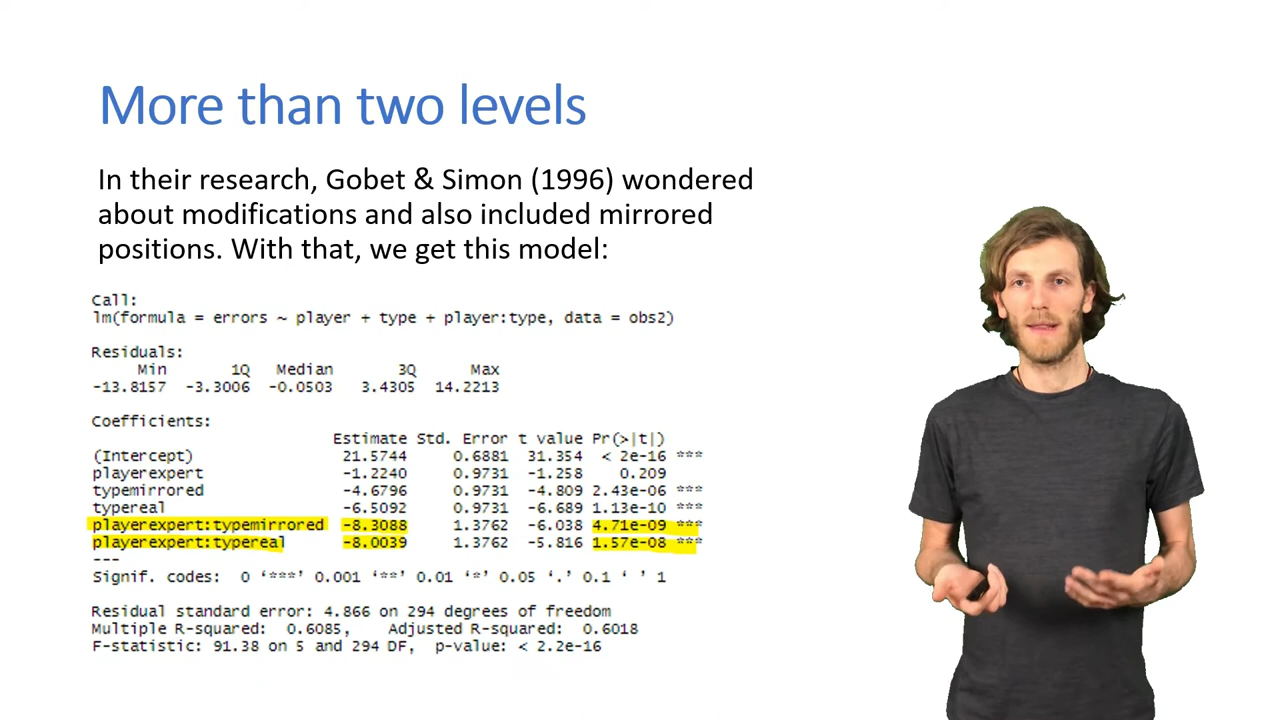 More than two levels
In their research, Gobet & Simon (1996) wondered
about modifications and also included mirrored
positions. With that, we get this model:
Call:
lm(formula = errors ~ player + type + player:type, data = obs2)
Residuals:
Min 1Q Median 3Q Max
-13.8157 -3.3006 -0.0503 3.4305 14.2213
Coefficients:
Estimate Std. Error t value Pr(>|t|)
(Intercept) 21.5744 0.6881 31.354 < 2e-16 ***
playerexpert -1.2240 0.9731 -1.258 0.209
typemirrored -4.6796 0.9731 -4.809 2.43e-06 ***
typereal -6.5092 0.9731 -6.689 1.13e-10 ***
playerexpert:typemirrored -8.3088 1.3762 -6.038 4.71e-09 ***
playerexpert:typereal -8.0039 1.3762 -5.816 1.57e-08 ***
---
Signif. codes: 0 ‘***’ 0.001 ‘**’ 0.01 ‘*’ 0.05 ‘.’ 0.1 ‘ ’ 1
Residual standard error: 4.866 on 294 degrees of freedom
Multiple R-squared: 0.6085, Adjusted R-squared: 0.6018
F-statistic: 91.38 on 5 and 294 DF, p-value: < 2.2e-16